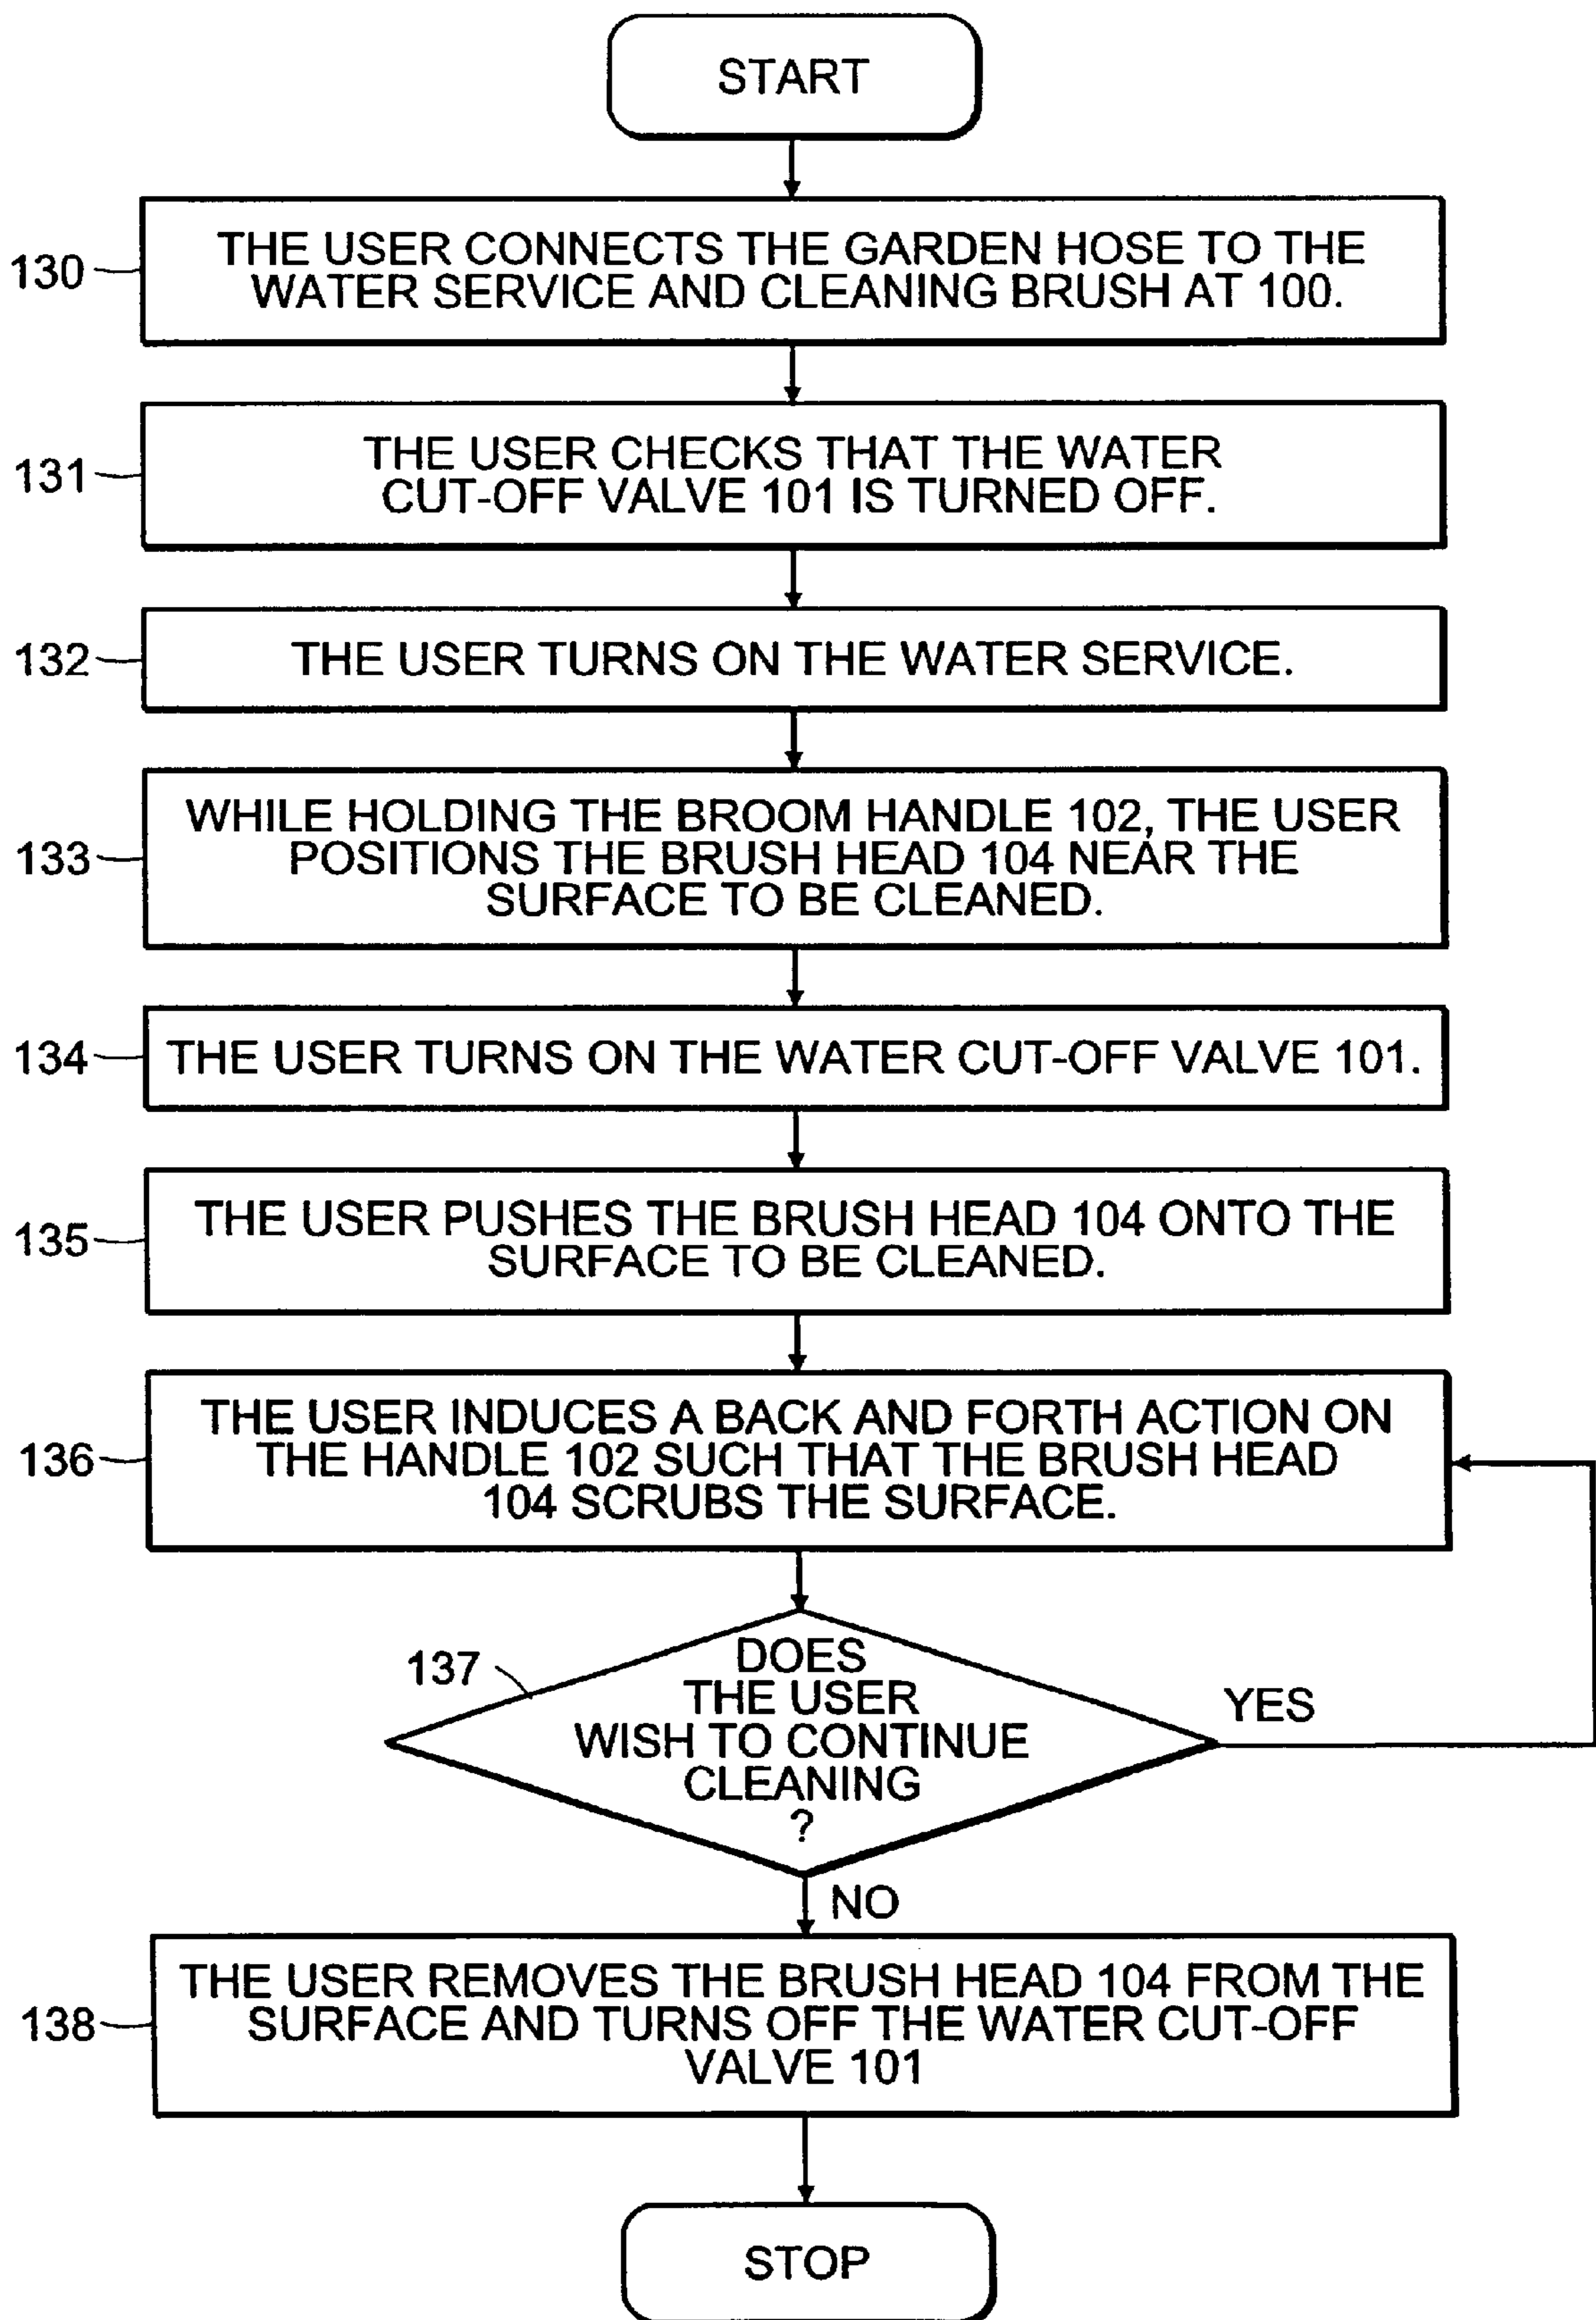 START
130
THE USER CONNECTS THE GARDEN HOSE TO THE
WATER SERVICE AND CLEANING BRUSH AT 100.
131
THE USER CHECKS THAT THE WATER
CUT-OFF VALVE 101 IS TURNED OFF.
132
THE USER TURNS ON THE WATER SERVICE.
133
WHILE HOLDING THE BROOM HANDLE 102, THE USER
POSITIONS THE BRUSH HEAD 104 NEAR THE
SURFACE TO BE CLEANED.
134
THE USER TURNS ON THE WATER CUT-OFF VALVE 101.
135
THE USER PUSHES THE BRUSH HEAD 104 ONTO THE
SURFACE TO BE CLEANED.
136
THE USER INDUCES A BACK AND FORTH ACTION ON
THE HANDLE 102 SUCH THAT THE BRUSH HEAD
104 SCRUBS THE SURFACE.
137
DOES
THE USER
WISH TO CONTINUE
CLEANING
?
YES
NO
138
THE USER REMOVES THE BRUSH HEAD 104 FROM THE
SURFACE AND TURNS OFF THE WATER CUT-OFF
VALVE 101
STOP